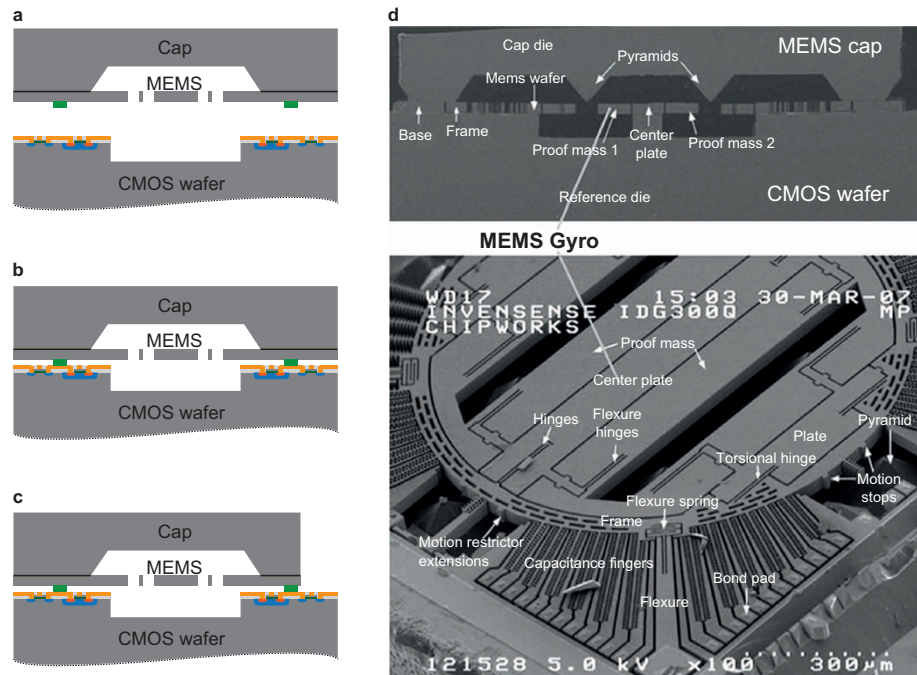 a
Cap
MEMS
CMOS wafer
b
Cap
MEMS
CMOS wafer
c
Cap
MEMS
CMOS wafer
d
Cap die
Pyramids
MEMS cap
Mems wafer
Base
Frame
Proof mass 1
Center
plate
Proof mass 2
Reference die
CMOS wafer
MEMS Gyro
WD17 15:03 30-MAR-07
INVENSENSE IDG300Q MP
CHIPWORKS
Proof mass
Center plate
Hinges
Flexure
hinges
Plate
Pyramid
Torsional hinge
Motion
stops
Flexure spring
Frame
Motion restrictor
extensions
Capacitance fingers
Bond pad
Flexure
121528 5.0 kV x100 300µm